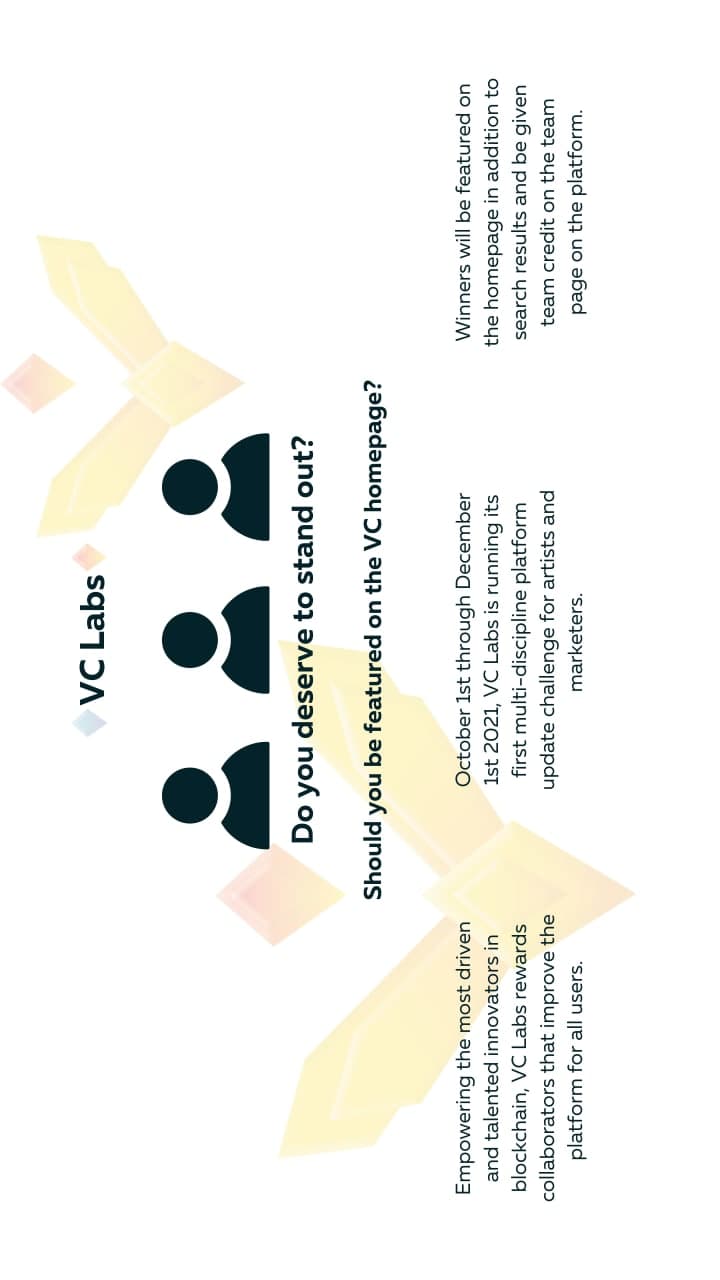 VC Labs
Do you deserve to stand out?
Should you be featured on the VC homepage?
Empowering the most driven
and talented innovators in
blockchain, VC Labs rewards
collaborators that improve the
platform for all users.
October 1st through December
1st 2021, VC Labs is running its
first multi-discipline platform
update challenge for artists and
marketers.
Winners will be featured on
the homepage in addition to
search results and be given
team credit on the team
page on the platform.